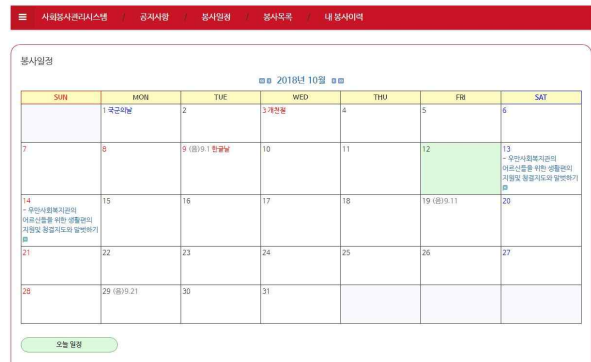 사회봉사관리시스템 / 공지사항 / 봉사일정 / 봉사목록 / 내 봉사이력
봉사일정
2018년 10월
SUN MON TUE WED THU FRI SAT
1 국군의날 2 3 개천절 4 5 6
7 8 9 (음)9.1 한글날 10 11 12 13
- 우만사회복지관의
어르신들을 위한 생활편의
지원및 청결지도와 말벗하기
14 15 16 17 18 19 (음)9.11 20
- 우만사회복지관의
어르신들을 위한 생활편의
지원및 청결지도와 말벗하기
21 22 23 24 25 26 27
28 29 (음)9.21 30 31
오늘 일정